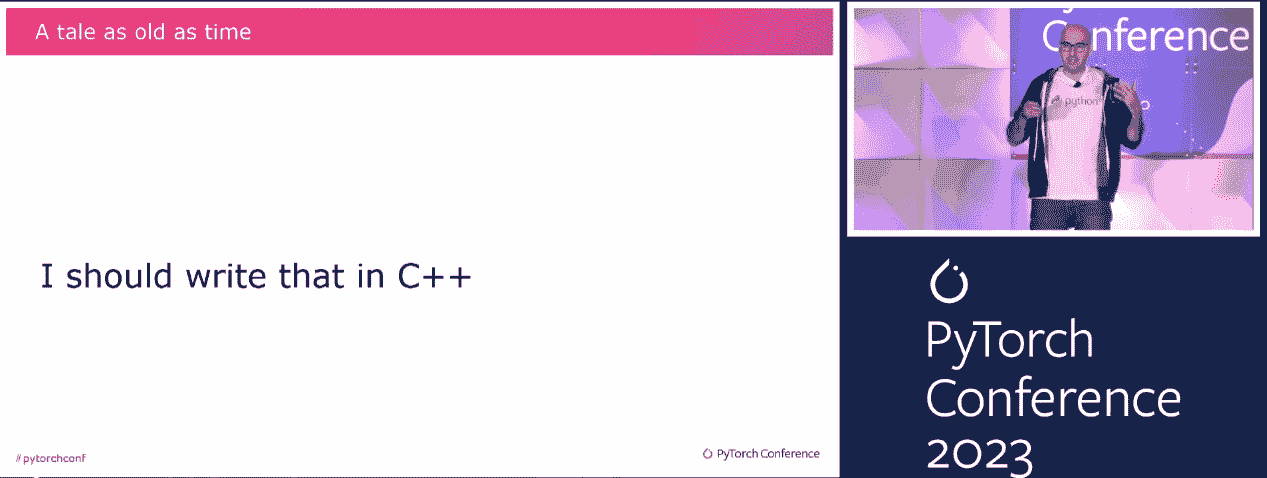 A tale as old as time
I should write that in C++
#pytorchconf
PyTorch Conference
Conference
python
PyTorch
Conference
2023